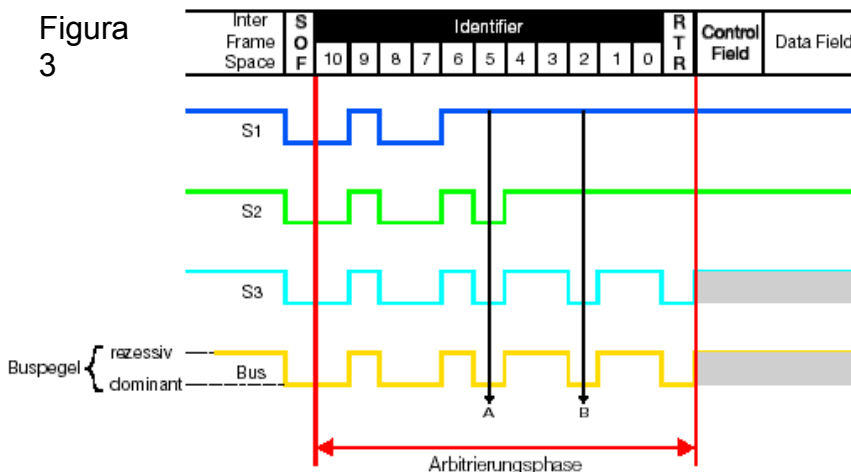 Figura
3
Inter
Frame
Space
S
O
F
Identifier
10 9 8 7 6 5 4 3 2 1 0
R
T
R
Control
Field
Data Field
S1
S2
S3
Buspegel
rezessiv
dominant
Bus
A
B
Arbitrierungsphase